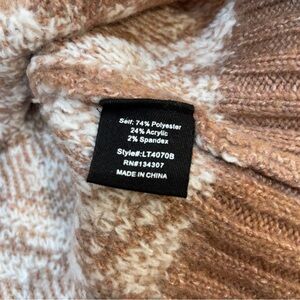 Self: 74% Polyester
24% Acrylic
2% Spandex
Style#:LT4070B
RN#134307
MADE IN CHINA